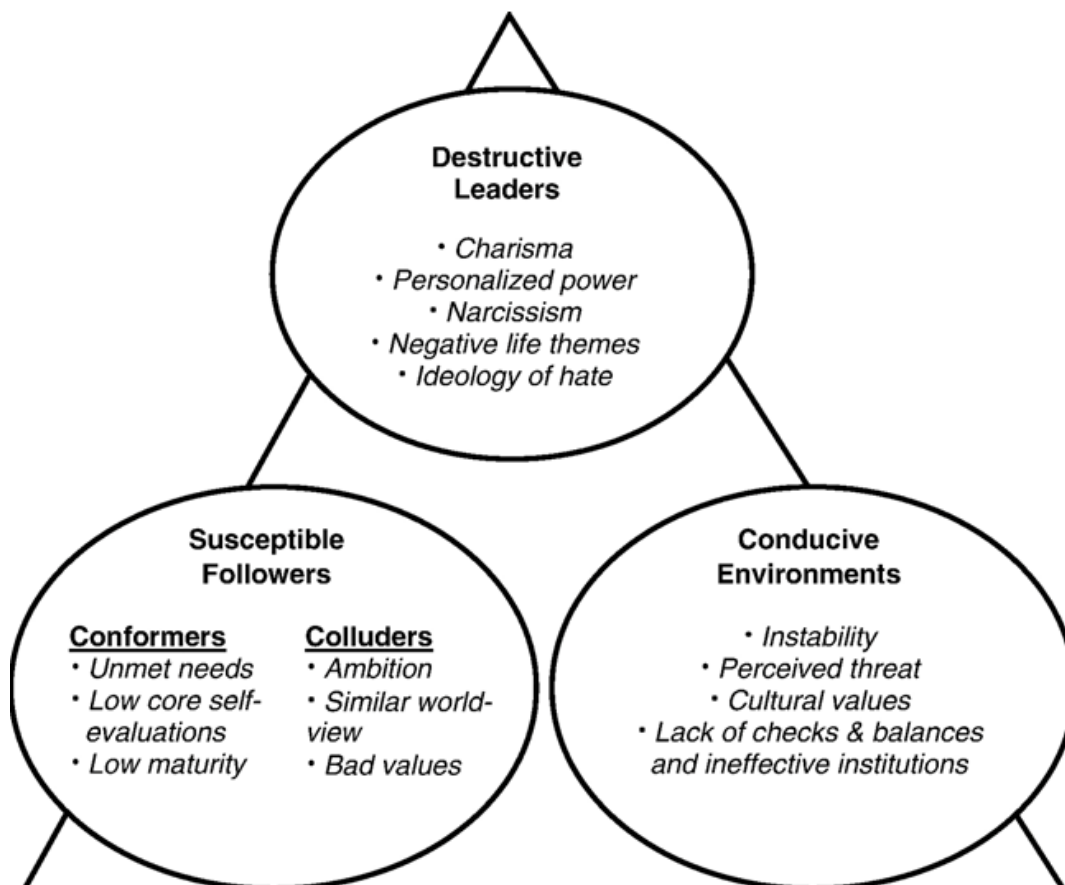 Destructive
Leaders
• Charisma
• Personalized power
• Narcissism
• Negative life themes
• Ideology of hate
Susceptible
Followers
Conformers
• Unmet needs
• Low core self-
evaluations
• Low maturity
Colluders
• Ambition
• Similar world-
view
• Bad values
Conducive
Environments
• Instability
• Perceived threat
• Cultural values
• Lack of checks & balances
and ineffective institutions